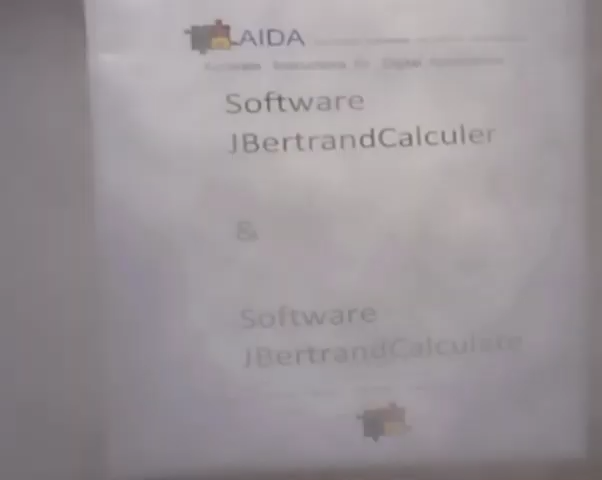 AIDA
Software
JBertrandCalculer
&
Software
JBertrandCalculate